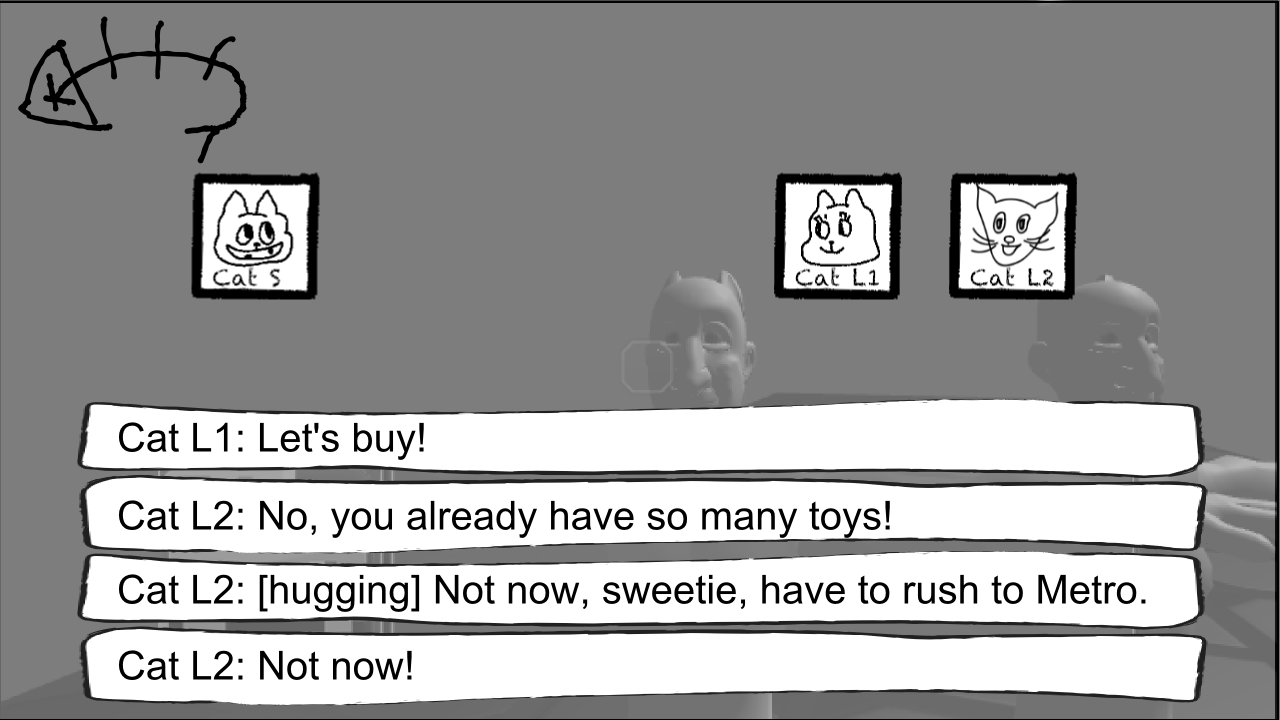 K
Cat S
Cat L1
Cat L2
Cat L1: Let's buy!
Cat L2: No, you already have so many toys!
Cat L2: [hugging] Not now, sweetie, have to rush to Metro.
Cat L2: Not now!